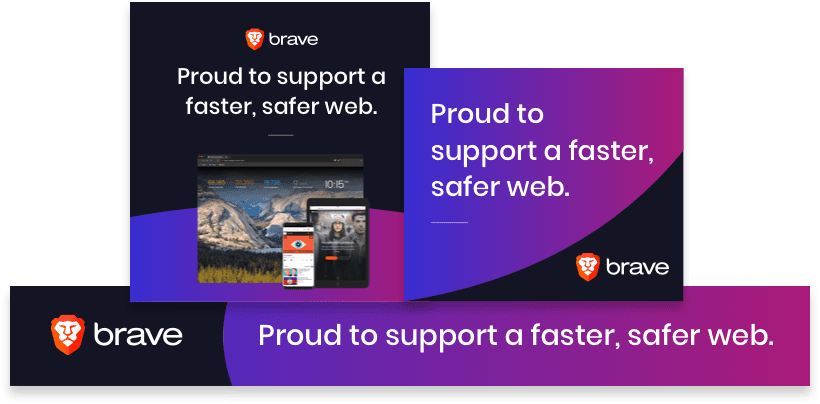 brave
Proud to support a
faster, safer web.
10:15
Proud to
support a faster,
safer web.
brave
brave
Proud to support a faster, safer web.